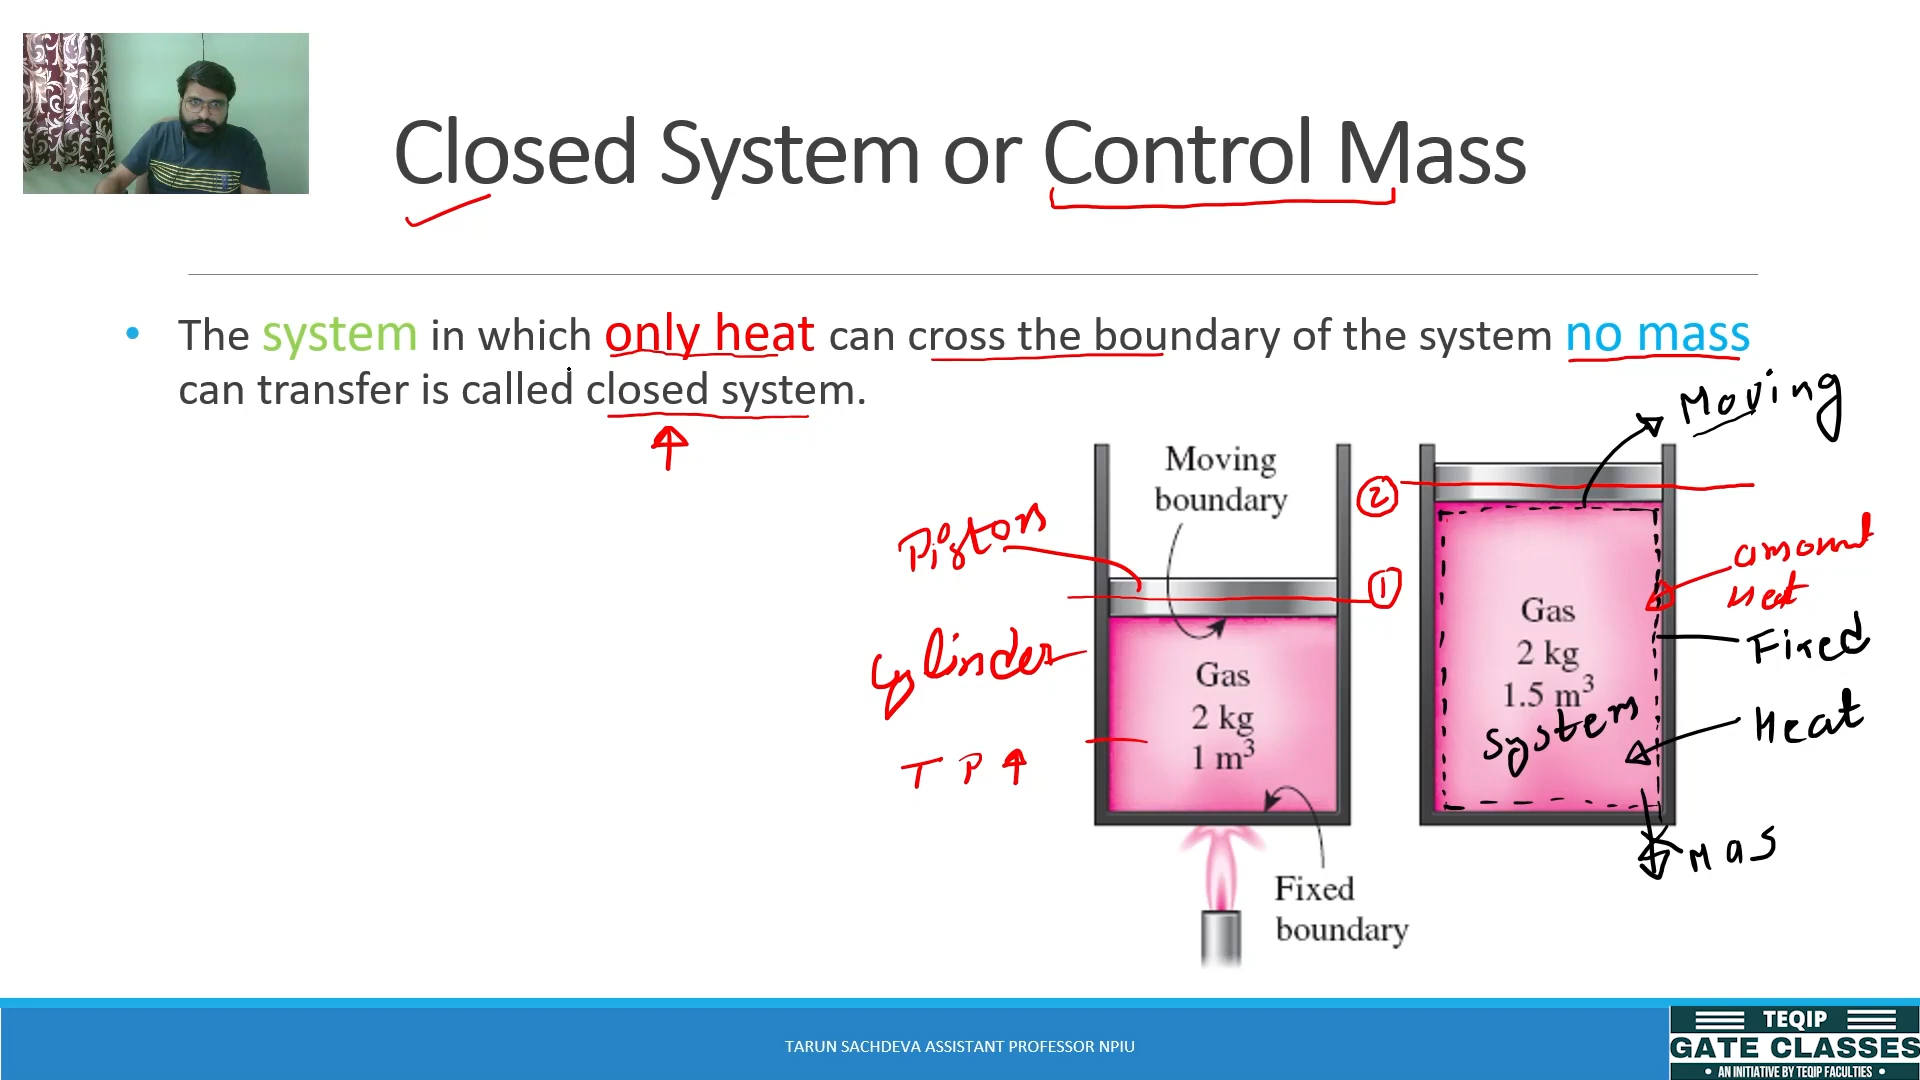 Closed System or Control Mass
• The system in which only heat can cross the boundary of the system no mass
can transfer is called closed system.
Moving
Moving
boundary
②
Piston
①
amount
Heat
Gas
2 kg
1.5 m³
Fixed
Cylinder
Gas
2 kg
1 m³
System
Heat
T P ↑
Mas
Fixed
boundary
TARUN SACHDEVA ASSISTANT PROFESSOR NPIU
TEQIP
GATE CLASSES
• AN INITIATIVE BY TEQIP FACULTIES •